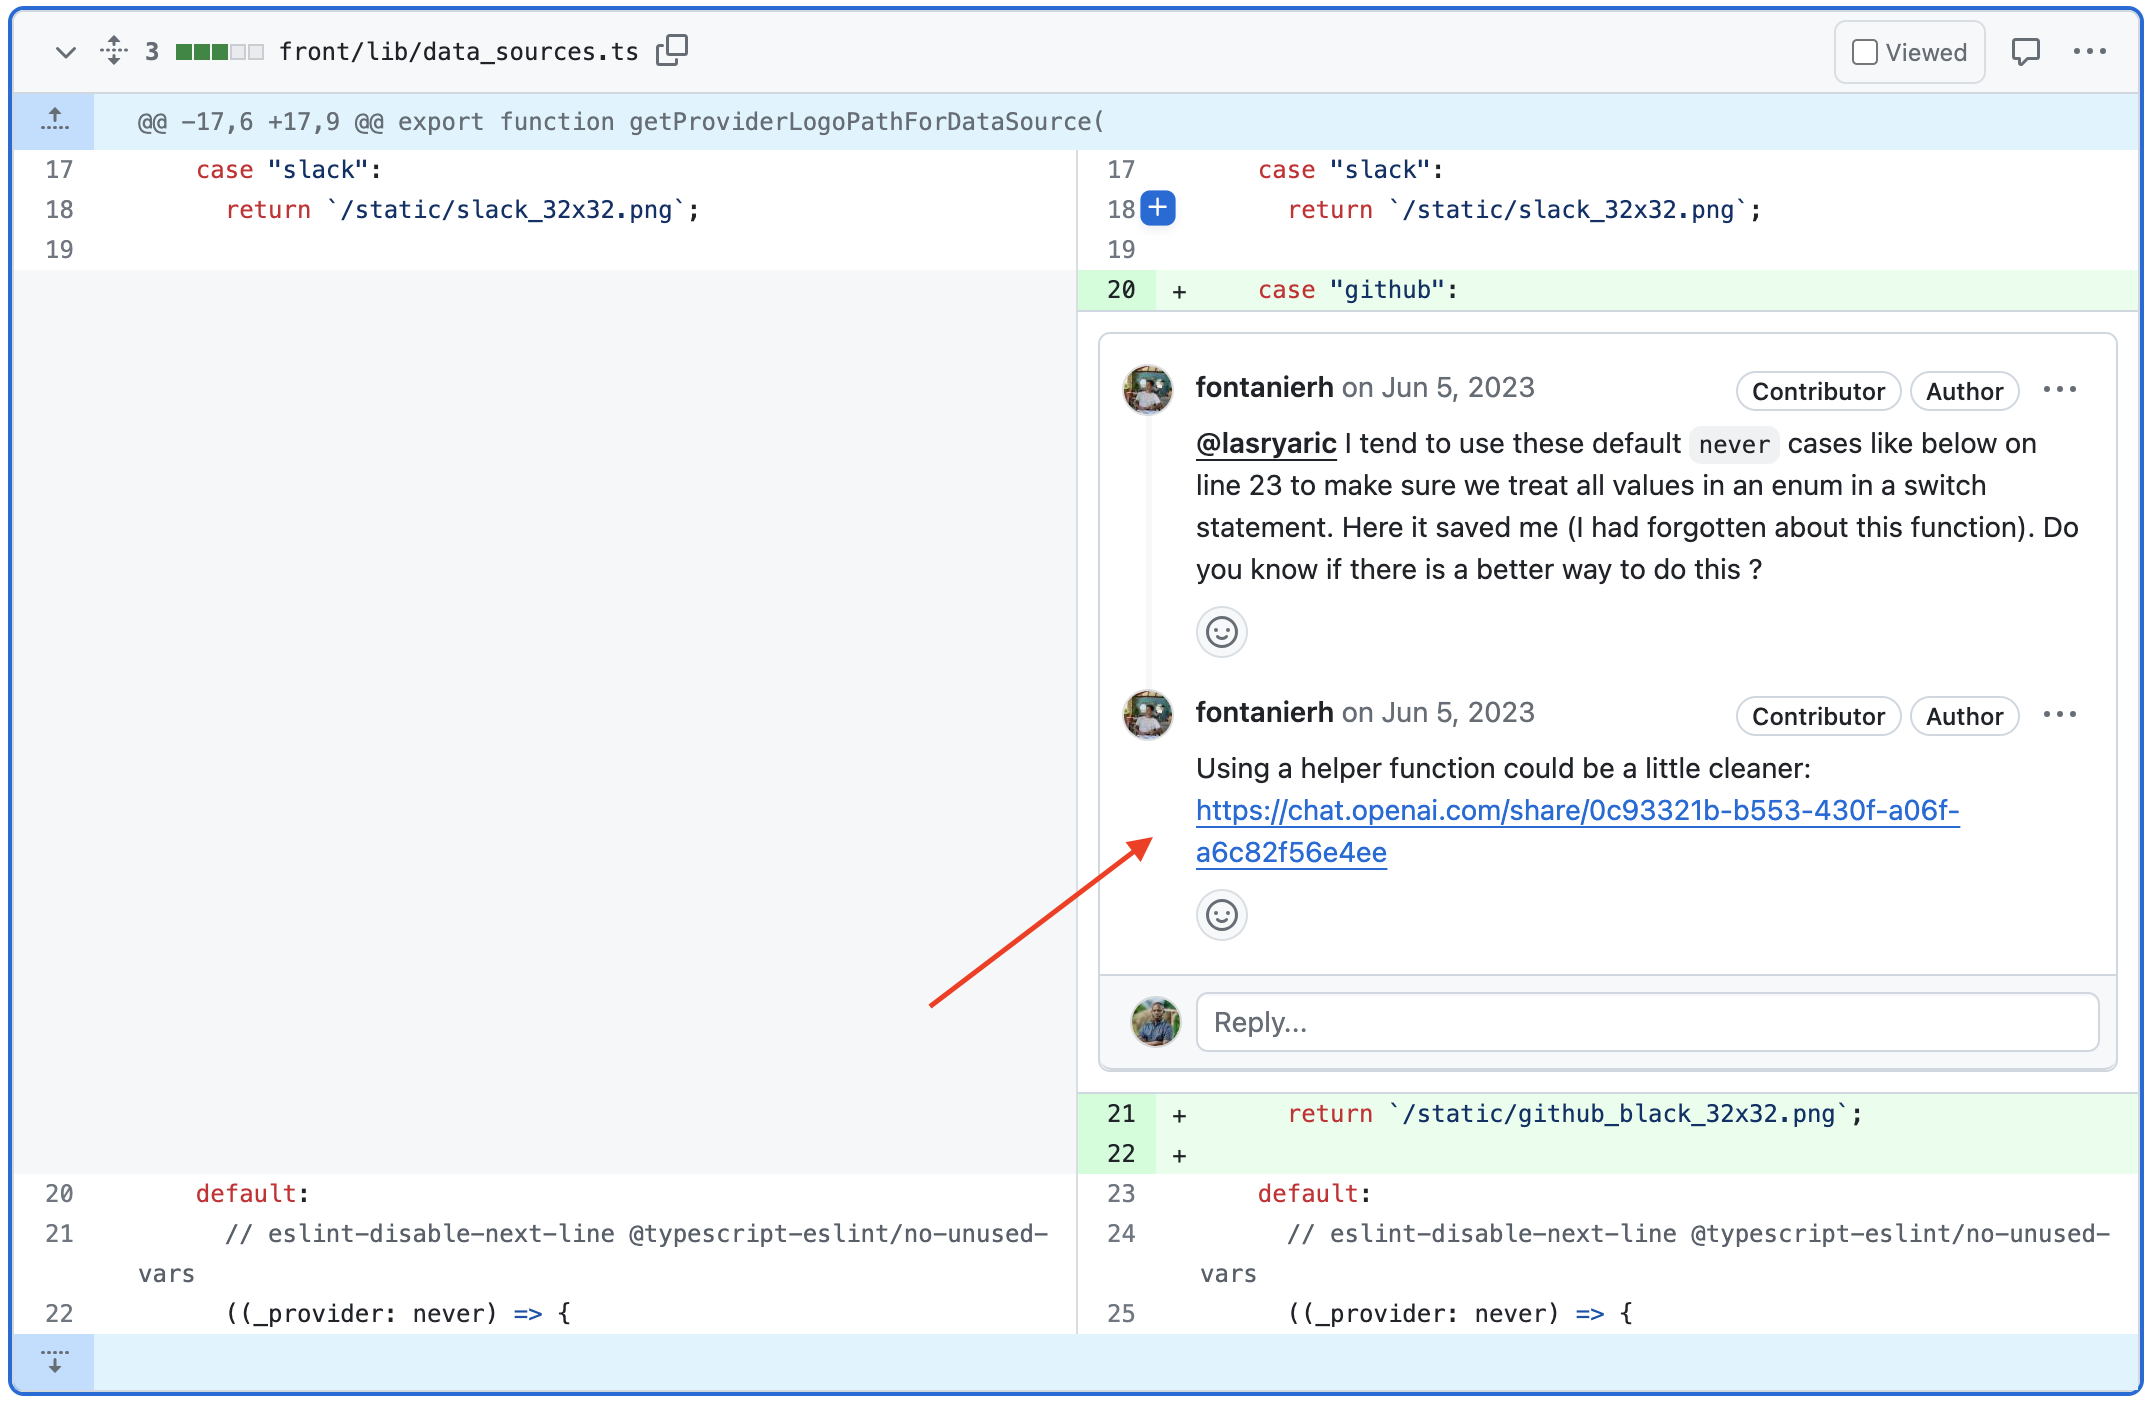 3 front/lib/data_sources.ts Viewed
@@ -17,6 +17,9 @@ export function getProviderLogoPathForDataSource(
17 case "slack":
18 return `/static/slack_32x32.png`;
19
17 case "slack":
18 return `/static/slack_32x32.png`;
19
20 + case "github":
fontanierh on Jun 5, 2023 Contributor Author
@lasryaric I tend to use these default never cases like below on
line 23 to make sure we treat all values in an enum in a switch
statement. Here it saved me (I had forgotten about this function). Do
you know if there is a better way to do this ?
fontanierh on Jun 5, 2023 Contributor Author
Using a helper function could be a little cleaner:
https://chat.openai.com/share/0c93321b-b553-430f-a06f-
a6c82f56e4ee
Reply...
21 + return `/static/github_black_32x32.png`;
22 +
20 default:
21 // eslint-disable-next-line @typescript-eslint/no-unused-
vars
22 ((_provider: never) => {
23 default:
24 // eslint-disable-next-line @typescript-eslint/no-unused-
vars
25 ((_provider: never) => {